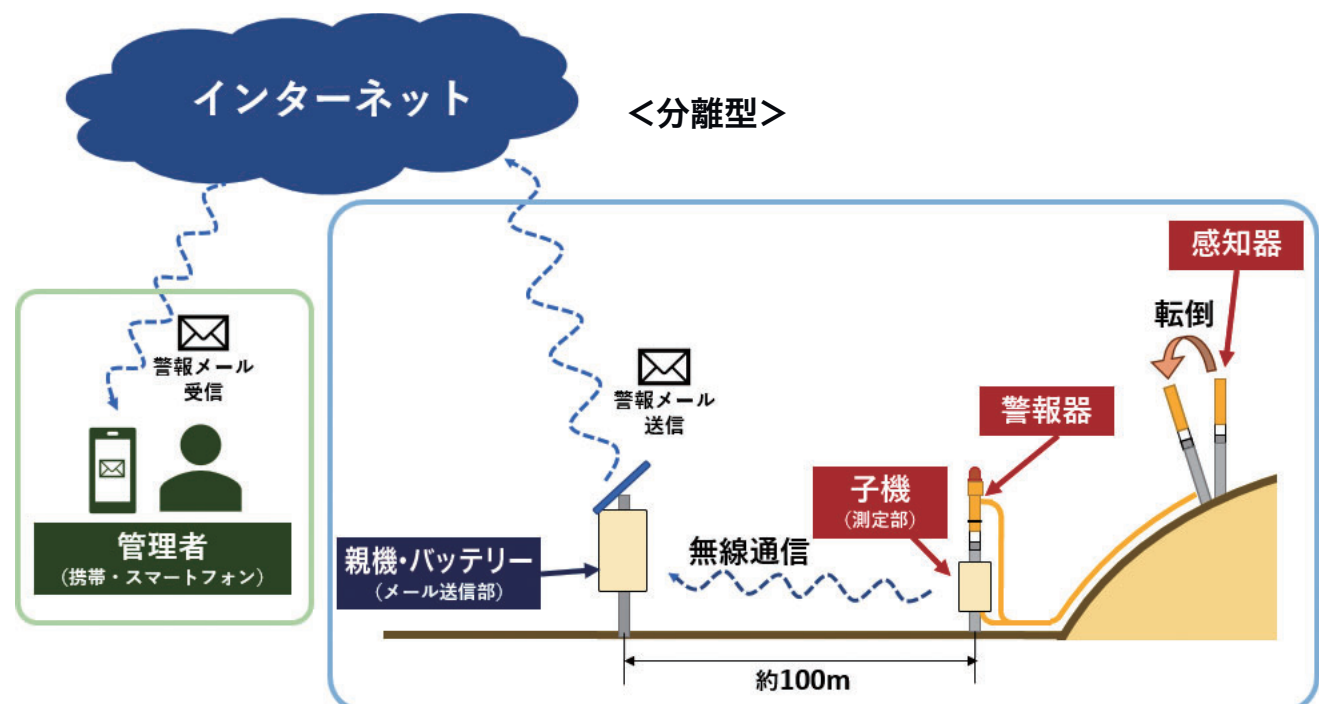 インターネット
＜分離型＞
感知器
転倒
警報メール
受信
警報メール
送信
警報器
子機
（測定部）
管理者
（携帯・スマートフォン）
親機・バッテリー
（メール送信部）
無線通信
約100m